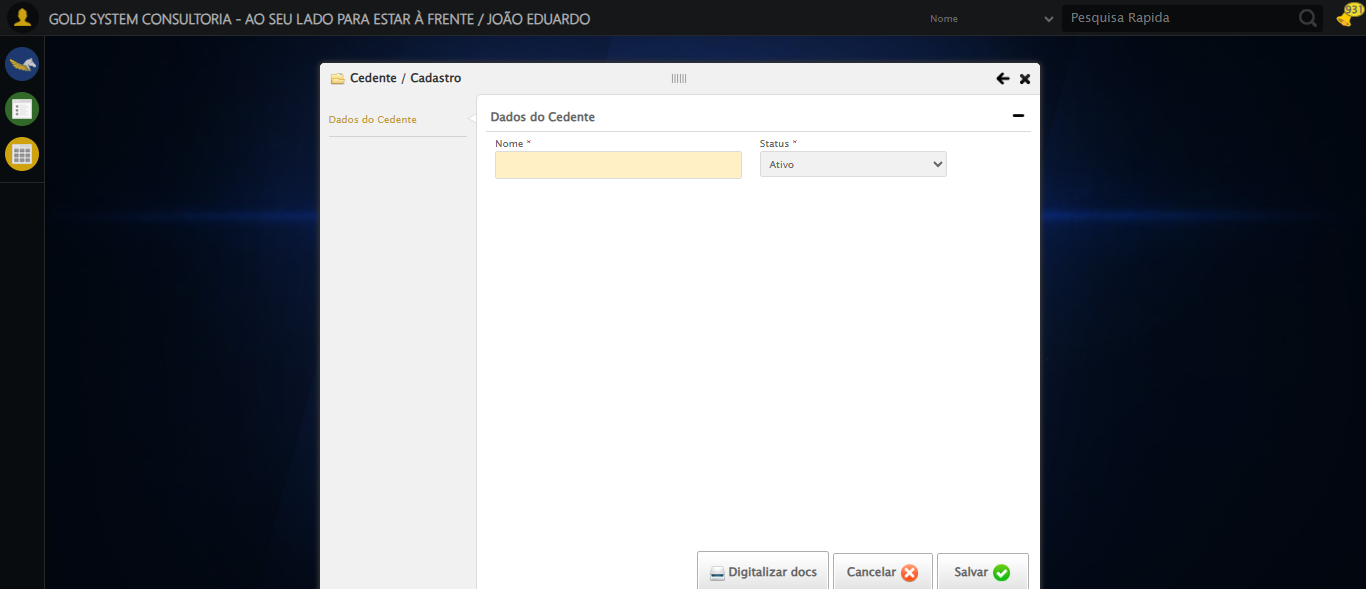 GOLD SYSTEM CONSULTORIA - AO SEU LADO PARA ESTAR À FRENTE / JOÃO EDUARDO
Nome
Pesquisa Rapida
931
Cedente / Cadastro
Dados do Cedente
Dados do Cedente
Nome *
Status *
Ativo
Digitalizar docs
Cancelar
Salvar